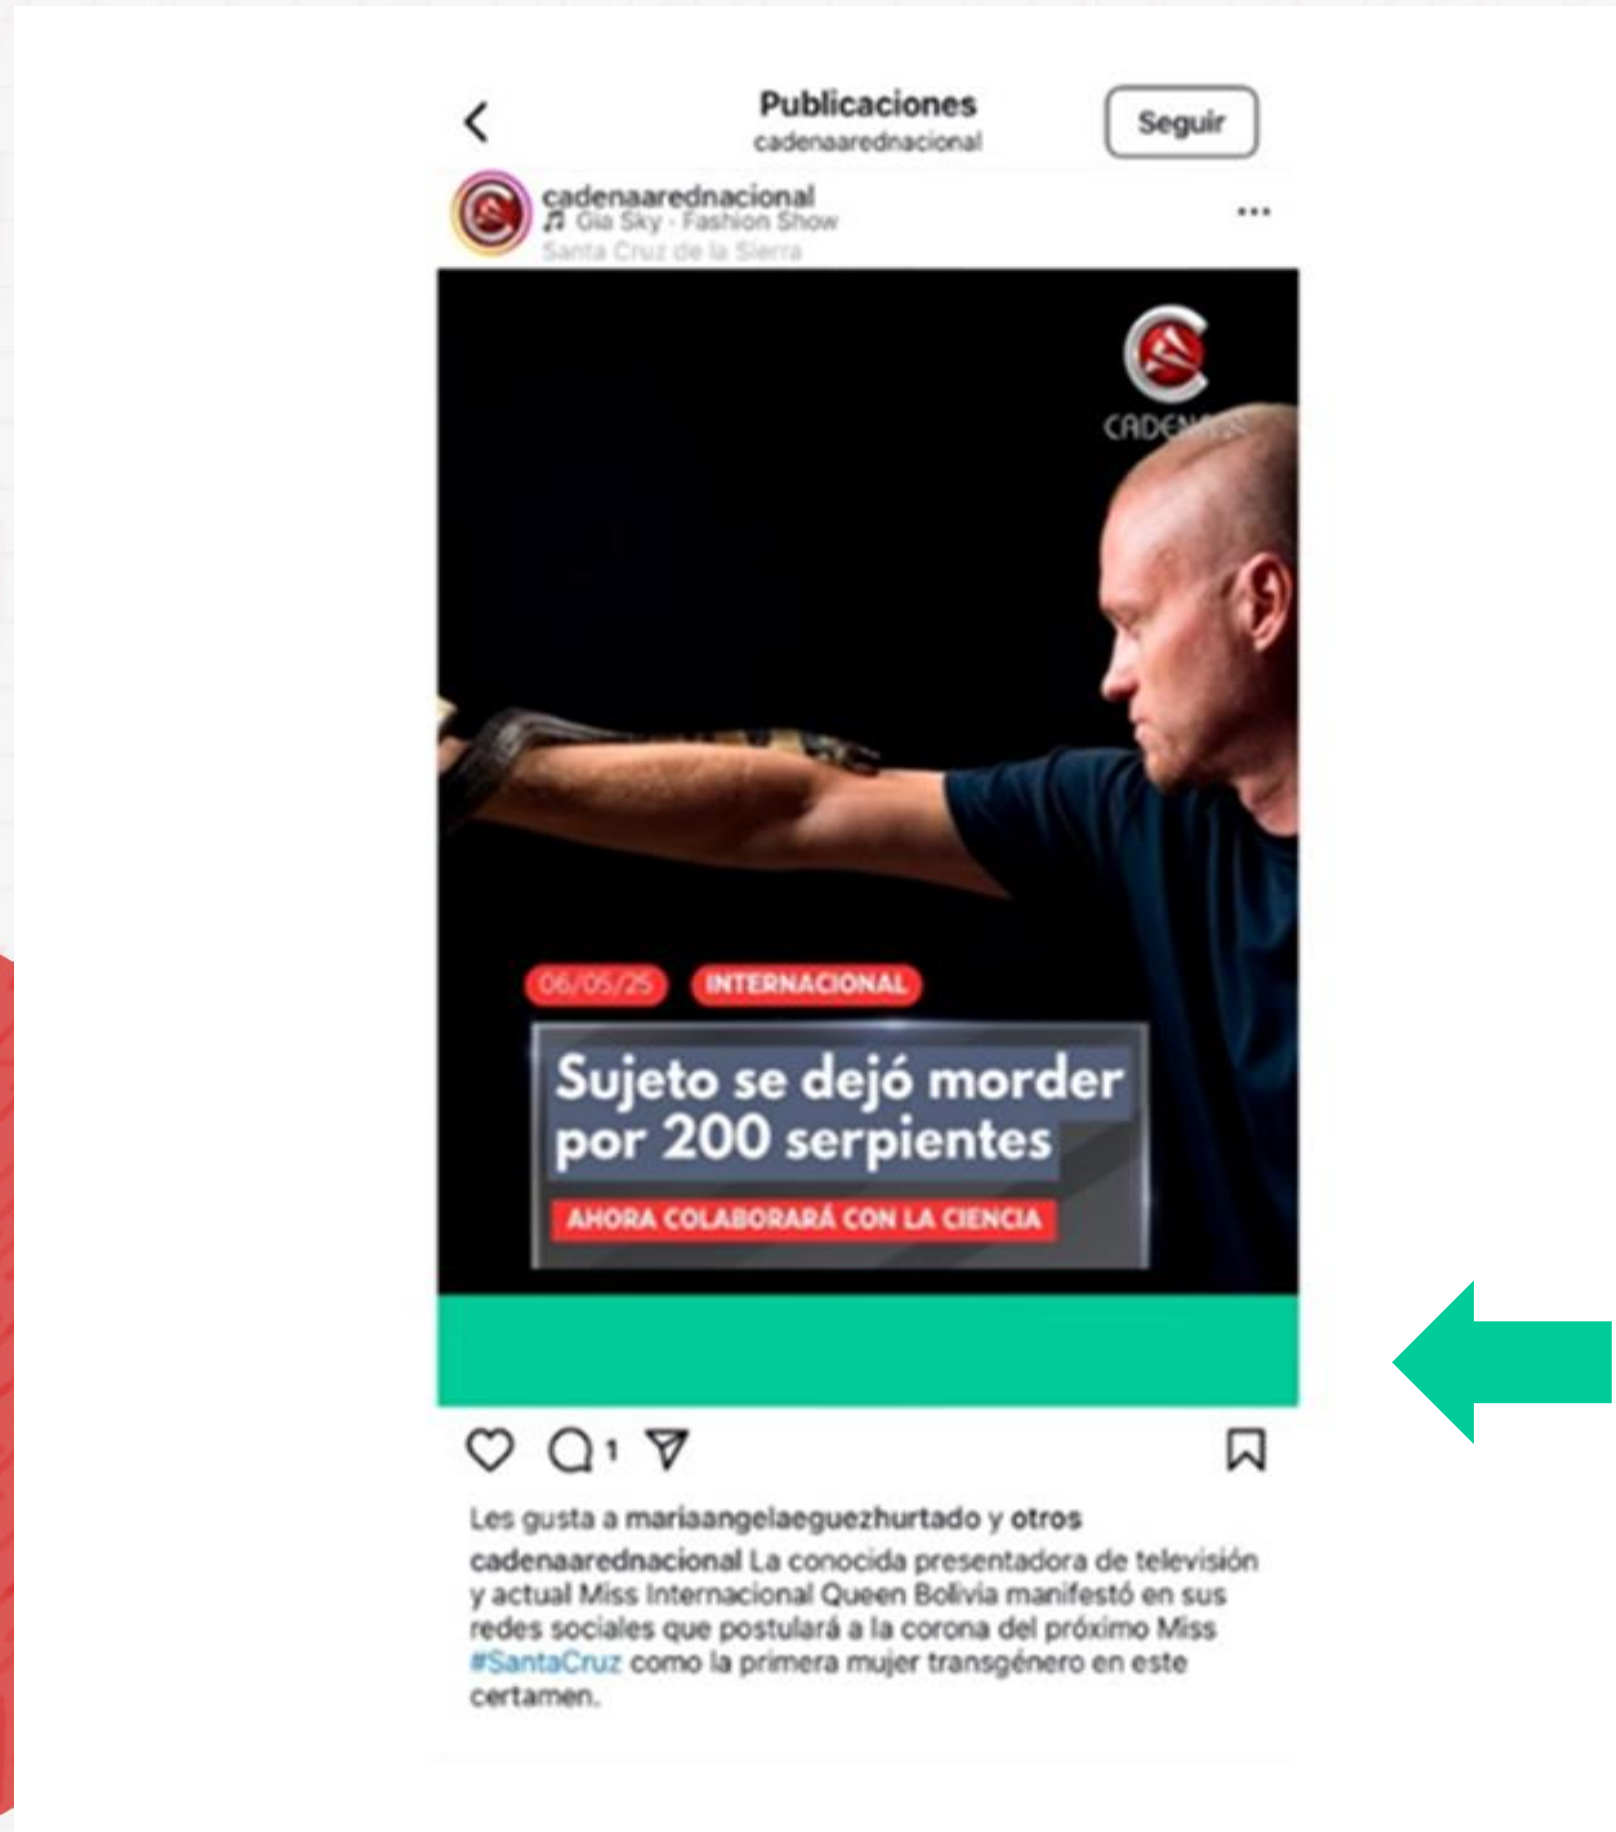 Publicaciones
cadenaarednacional
Seguir
cadenaarednacional
Gia Sky - Fashion Show
Santa Cruz de la Sierra
06/05/25
INTERNACIONAL
Sujeto se dejó morder
por 200 serpientes
AHORA COLABORARÁ CON LA CIENCIA
1
Les gusta a mariaangelaeguezhurtado y otros
cadenaarednacional La conocida presentadora de televisión
y actual Miss Internacional Queen Bolivia manifestó en sus
redes sociales que postulará a la corona del próximo Miss
#SantaCruz como la primera mujer transgénero en este
certamen.